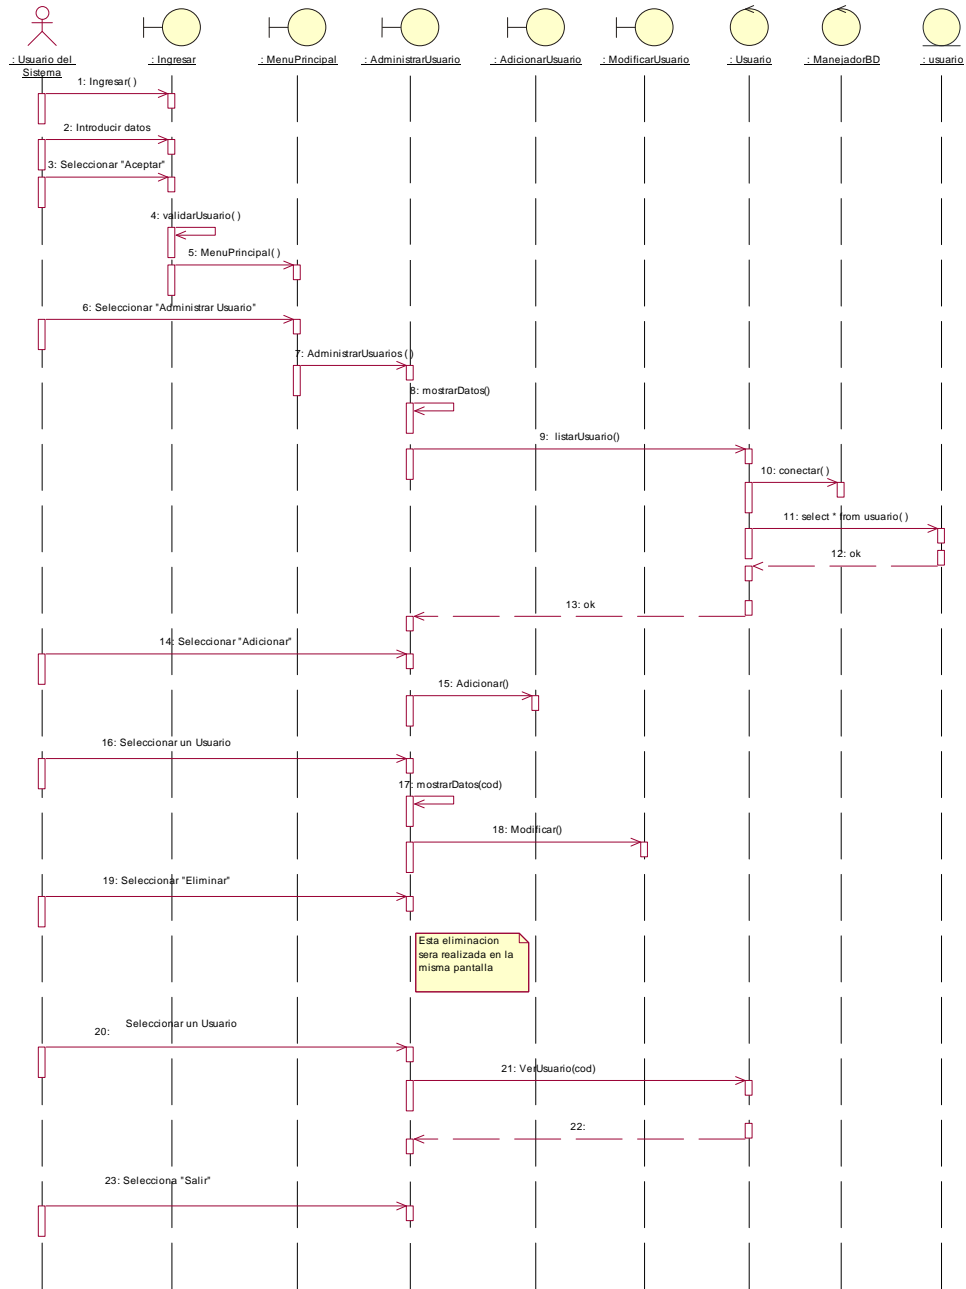 : Usuario del
Sistema
: Ingresar
: MenuPrincipal
: AdministrarUsuario
: AdicionarUsuario
: ModificarUsuario
: Usuario
: ManejadorBD
: usuario
1: Ingresar( )
2: Introducir datos
3: Seleccionar "Aceptar"
4: validarUsuario( )
5: MenuPrincipal( )
6: Seleccionar "Administrar Usuario"
7: AdministrarUsuarios ( )
8: mostrarDatos()
9: listarUsuario()
10: conectar( )
11: select * from usuario( )
12: ok
13: ok
14: Seleccionar "Adicionar"
15: Adicionar()
16: Seleccionar un Usuario
17: mostrarDatos(cod)
18: Modificar()
19: Seleccionar "Eliminar"
Esta eliminacion
sera realizada en la
misma pantalla
Seleccionar un Usuario
20:
21: VerUsuario(cod)
22:
23: Selecciona "Salir"